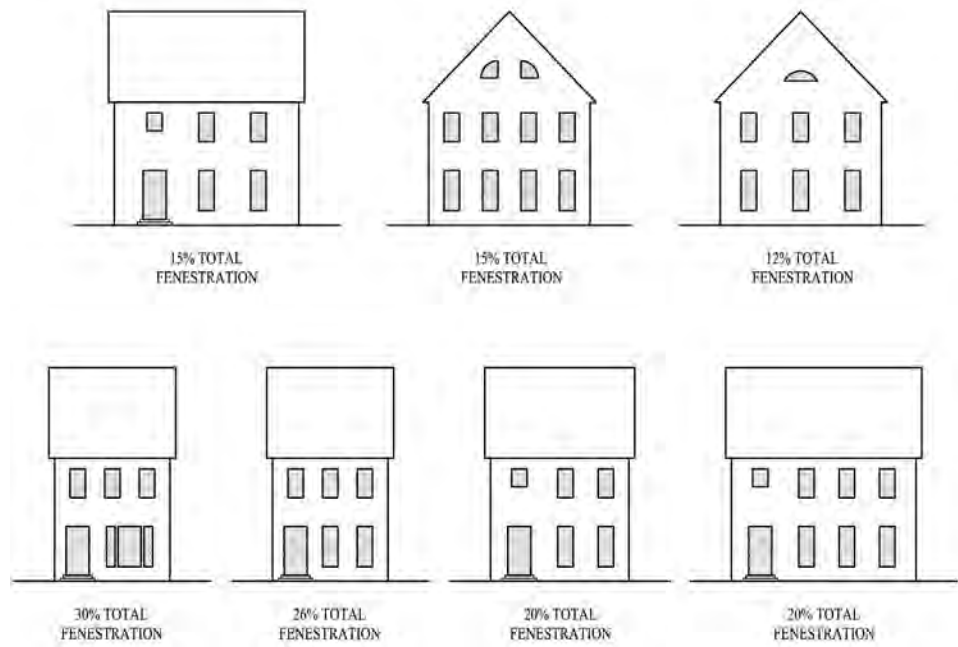 15% TOTAL
FENESTRATION
15% TOTAL
FENESTRATION
12% TOTAL
FENESTRATION
30% TOTAL
FENESTRATION
26% TOTAL
FENESTRATION
20% TOTAL
FENESTRATION
20% TOTAL
FENESTRATION